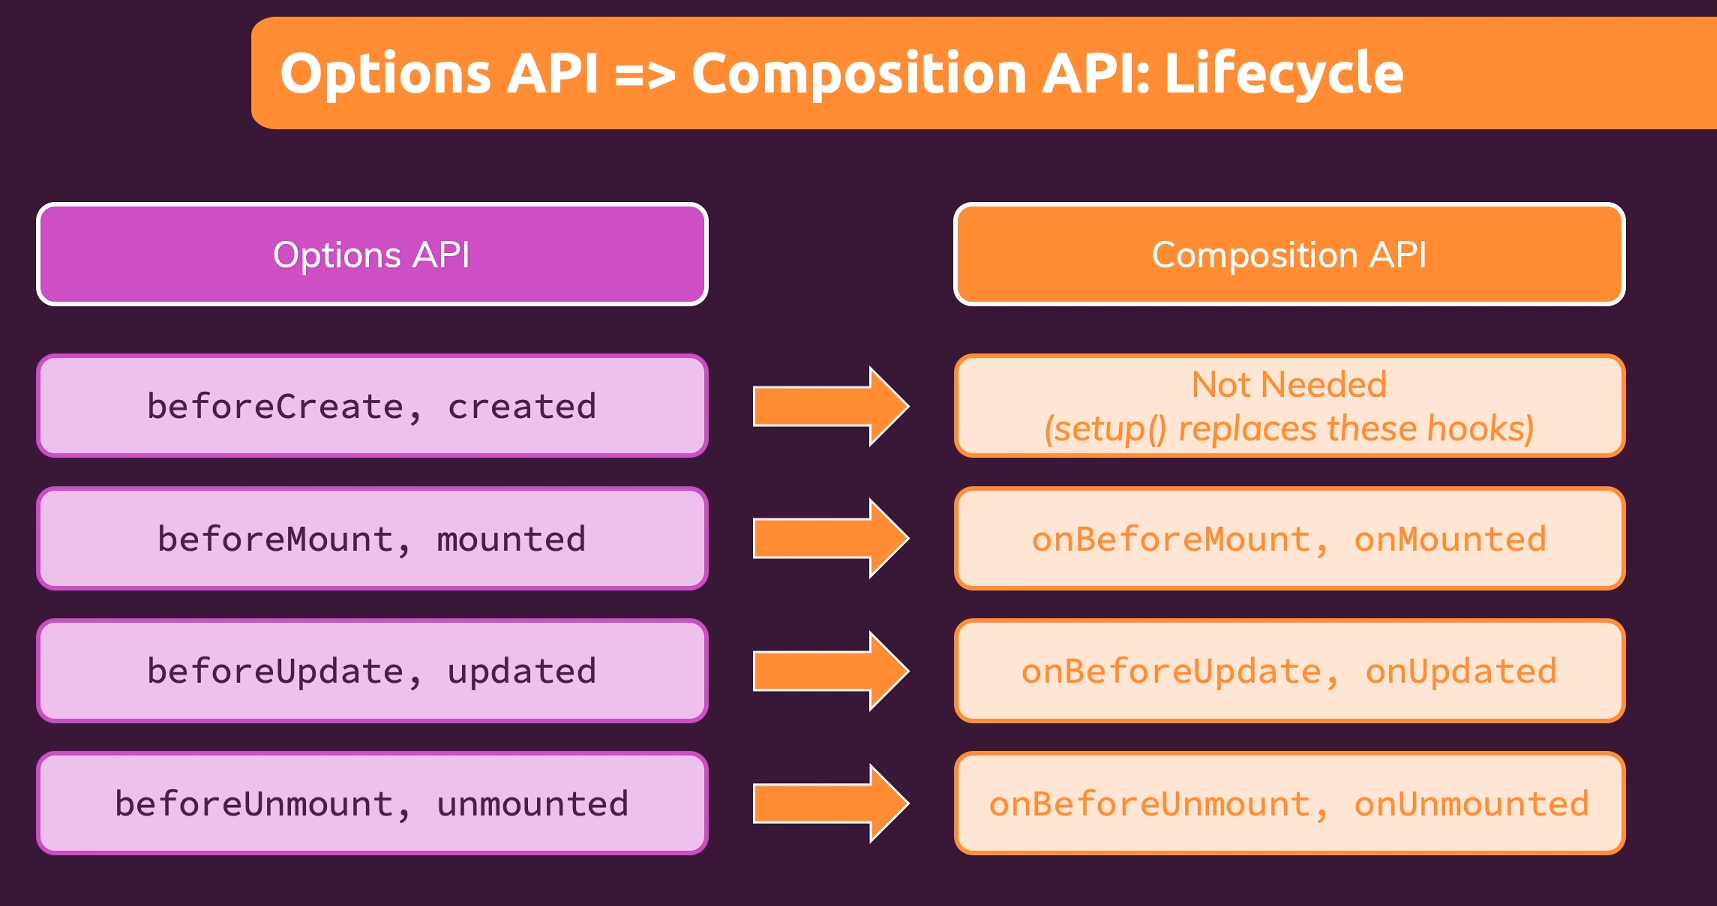 Options API => Composition API: Lifecycle
Options API
Composition API
beforeCreate, created
Not Needed
(setup() replaces these hooks)
beforeMount, mounted
onBeforeMount, onMounted
beforeUpdate, updated
onBeforeUpdate, onUpdated
beforeUnmount, unmounted
onBeforeUnmount, onUnmounted